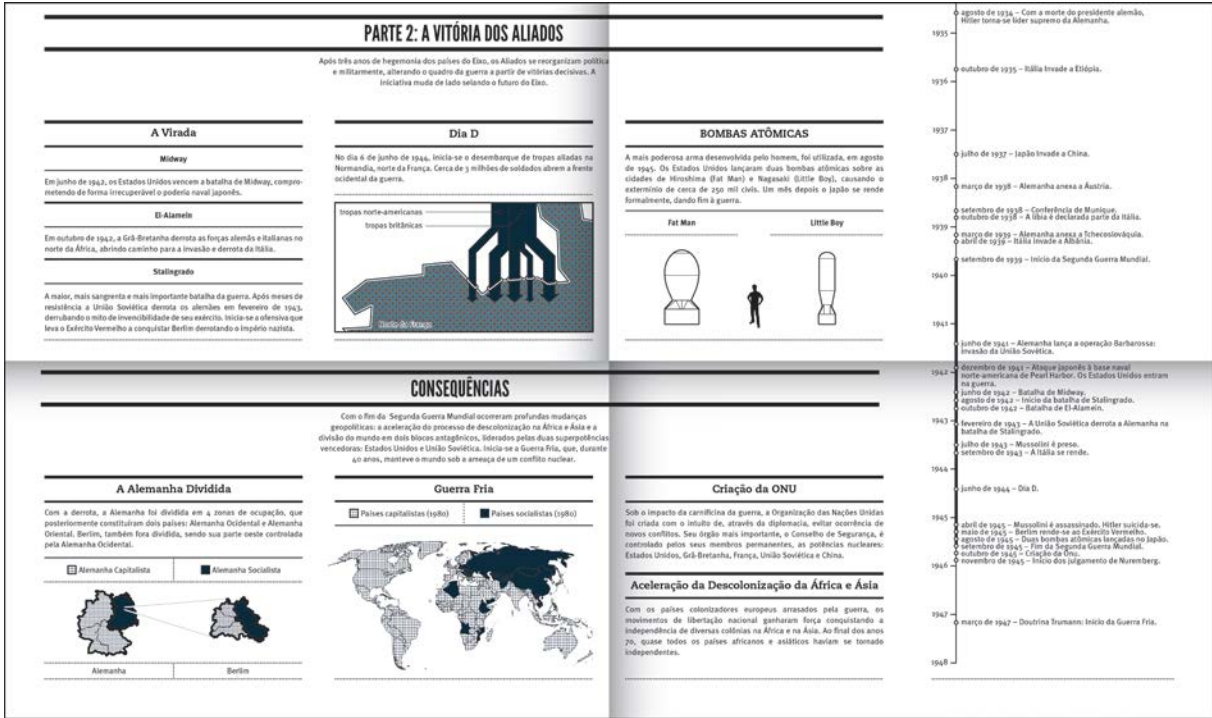 PARTE 2: A VITÓRIA DOS ALIADOS
Após três anos de hegemonia dos países do Eixo, os Aliados se reorganizam política
e militarmente, alterando o quadro da guerra a partir de vitórias decisivas. A
iniciativa muda de lado selando o futuro do Eixo.
A Virada
Midway
Em junho de 1942, os Estados Unidos vencem a batalha de Midway, compro-
metendo de forma irrecuperável o poderia naval japonês.
El-Alamein
Em outubro de 1942, a Grã-Bretanha derrota as forças alemãs e italianas no
norte da África, abrindo caminho para a invasão e derrota da Itália.
Stalingrado
A maior, mais sangrenta e mais importante batalha da guerra. Após meses de
resistência a União Soviética derrota os alemães em fevereiro de 1943,
derrubando o mito de invencibilidade de seu exército. Inicia-se a ofensiva que
leva o Exército Vermelho a conquistar Berlim derrotando o império nazista.
Dia D
No dia 6 de junho de 1944, inicia-se o desembarque de tropas aliadas na
Normandia, norte da França. Cerca de 3 milhões de soldados abrem a frente
ocidental da guerra.
tropas norte-americanas
tropas britânicas
Norte da França
BOMBAS ATÔMICAS
A mais poderosa arma desenvolvida pelo homem, foi utilizada, em agosto
de 1945. Os Estados Unidos lançaram duas bombas atômicas sobre as
cidades de Hiroshima (Fat Man) e Nagasaki (Little Boy), causando o
extermínio de cerca de 250 mil civis. Um mês depois o Japão se rende
formalmente, dando fim à guerra.
Fat Man
Little Boy
CONSEQUÊNCIAS
Com o fim da Segunda Guerra Mundial ocorreram profundas mudanças
geopolíticas: a aceleração do processo de descolonização na África e Ásia e a
divisão do mundo em dois blocos antagônicos, liderados pelas duas superpotências
vencedoras: Estados Unidos e União Soviética. Inicia-se a Guerra Fria, que, durante
40 anos, manteve o mundo sob a ameaça de um conflito nuclear.
A Alemanha Dividida
Com a derrota, a Alemanha foi dividida em 4 zonas de ocupação, que
posteriormente constituíram dois países: Alemanha Ocidental e Alemanha
Oriental. Berlim, também fora dividida, sendo sua parte oeste controlada
pela Alemanha Ocidental.
Alemanha Capitalista
Alemanha Socialista
Alemanha
Berlim
Guerra Fria
Países capitalistas (1980)
Países socialistas (1980)
Criação da ONU
Sob o impacto da carnificina da guerra, a Organização das Nações Unidas
foi criada com o intuito de, através da diplomacia, evitar ocorrência de
novos conflitos. Seu órgão mais importante, o Conselho de Segurança, é
controlado pelos seus membros permanentes, as potências nucleares:
Estados Unidos, Grã-Bretanha, França, União Soviética e China.
Aceleração da Descolonização da África e Ásia
Com os países colonizadores europeus arrasados pela guerra, os
movimentos de libertação nacional ganharam força conquistando a
independência de diversas colônias na África e na Ásia. Ao final dos anos
70, quase todos os países africanos e asiáticos haviam se tornado
independentes.
agosto de 1934 – Com a morte do presidente alemão,
Hitler torna-se líder supremo da Alemanha.
1935
outubro de 1935 – Itália Invade a Etiópia.
1936
1937
julho de 1937 – Japão Invade a China.
1938
março de 1938 – Alemanha anexa a Áustria.
setembro de 1938 – Conferência de Munique.
outubro de 1938 – A líbia é declarada parte da Itália.
março de 1939 – Alemanha anexa a Tchecoslováquia.
1939
abril de 1939 – Itália Invade a Albânia.
setembro de 1939 – Início da Segunda Guerra Mundial.
1940
1941
junho de 1941 – Alemanha lança a operação Barbarossa:
Invasão da União Sovética.
dezembro de 1941 – Ataque japonês à base naval
1942
norte-americana de Pearl Harbor. Os Estados Unidos entram
na guerra.
junho de 1942 – Batalha de Midway.
agosto de 1942 – Início da batalha de Stalingrado.
outubro de 1942 – Batalha de El-Alamein.
1943
fevereiro de 1943 – A União Soviética derrota a Alemanha na
batalha de Stalingrado.
julho de 1943 – Mussolini é preso.
setembro de 1943 – A Itália se rende.
1944
junho de 1944 – Dia D.
1945
abril de 1945 – Mussolini é assassinado. Hitler suicida-se.
maio de 1945 – Berlim rende-se ao Exército Vermelho.
agosto de 1945 – Duas bombas atômicas lançadas no Japão.
setembro de 1945 – Fim da Segunda Guerra Mundial.
outubro de 1945 – Criação da Onu.
novembro de 1945 – Início dos julgamento de Nuremberg.
1946
1947
março de 1947 – Doutrina Trumann: Início da Guerra Fria.
1948